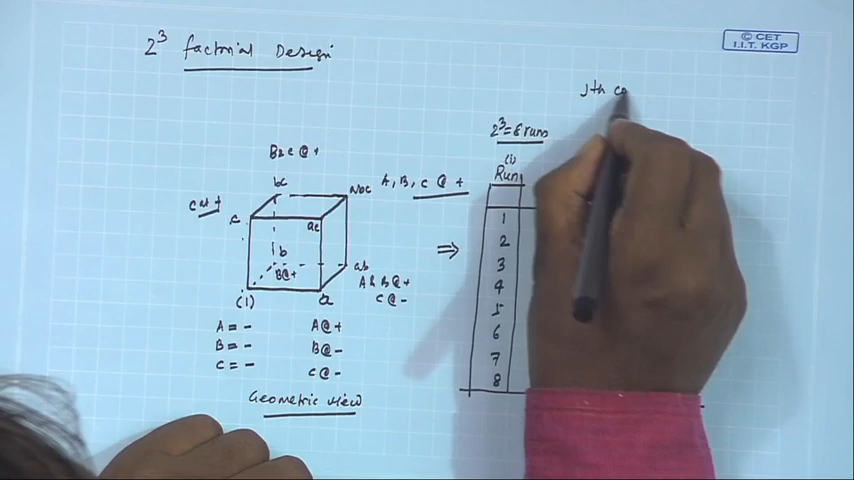 2³ factorial Design
© CET
I.I.T. KGP
jth co
2³=8 runs
(i)
Run
B&C @ +
bc
abc
A, B, C @ +
C at +
c
ac
b
B@+
ab
A & B @ +
C @ -
(1)
a
A = -
B = -
C = -
A @ +
B @ -
C @ -
Geometric view
⇒
1
2
3
4
5
6
7
8